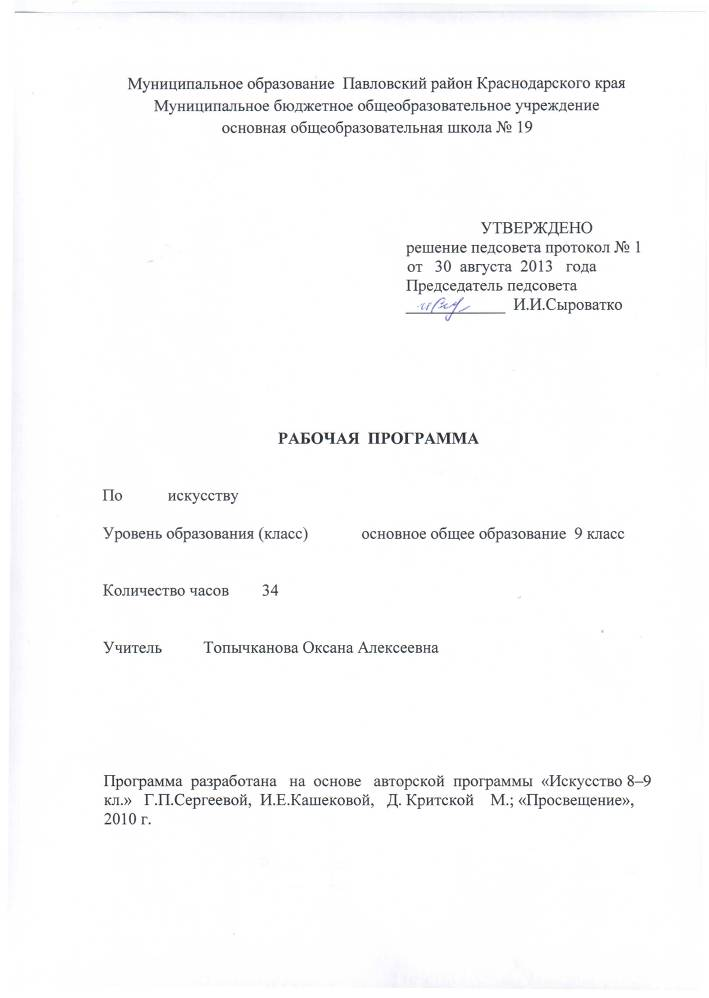 Муниципальное образование Павловский район Краснодарского края
Муниципальное бюджетное общеобразовательное учреждение
основная общеобразовательная школа № 19
УТВЕРЖДЕНО
решение педсовета протокол № 1
от 30 августа 2013 года
Председатель педсовета
____________ И.И.Сыроватко
РАБОЧАЯ ПРОГРАММА
По искусству
Уровень образования (класс) основное общее образование 9 класс
Количество часов 34
Учитель Топычканова Оксана Алексеевна
Программа разработана на основе авторской программы «Искусство 8–9
кл.» Г.П.Сергеевой, И.Е.Кашековой, Д. Критской М.; «Просвещение»,
2010 г.